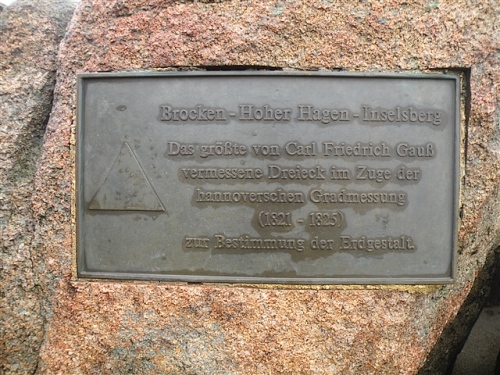 Brocken - Hoher Hagen - Inselsberg
Das größte von Carl Friedrich Gauß
vermessene Dreieck im Zuge der
hannoverschen Gradmessung
(1821 - 1825)
zur Bestimmung der Erdgestalt.